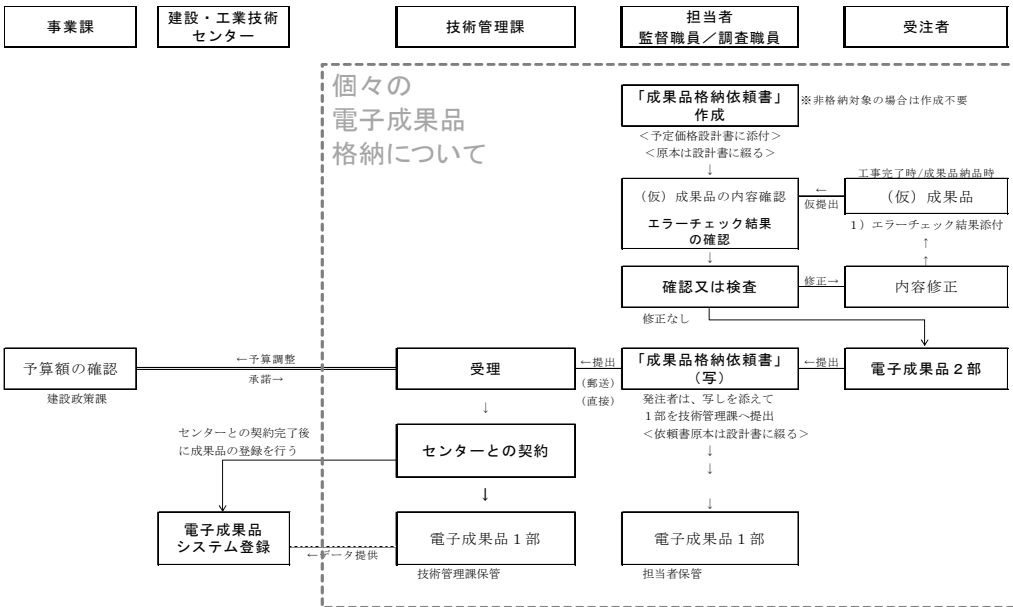 事業課
建設・工業技術
センター
技術管理課
担当者
監督職員／調査職員
受注者
個々の
電子成果品
格納について
「成果品格納依頼書」
作成
※非格納対象の場合は作成不要
＜予定価格設計書に添付＞
＜原本は設計書に綴る＞
↓
（仮）成果品の内容確認
エラーチェック結果
の確認
←
仮提出
工事完了時/成果品納品時
（仮）成果品
1）エラーチェック結果添付
↑
↑
↓
確認又は検査
修正→
内容修正
修正なし
予算額の確認
建設政策課
←予算調整
承諾→
受理
←提出
(郵送)
(直接)
「成果品格納依頼書」
（写）
←提出
電子成果品２部
発注者は、写しを添えて
１部を技術管理課へ提出
＜依頼書原本は設計書に綴る＞
↓
↓
↓
↓
センターとの契約完了後
に成果品の登録を行う
センターとの契約
↓
電子成果品
システム登録
←データ提供
電子成果品１部
技術管理課保管
電子成果品１部
担当者保管